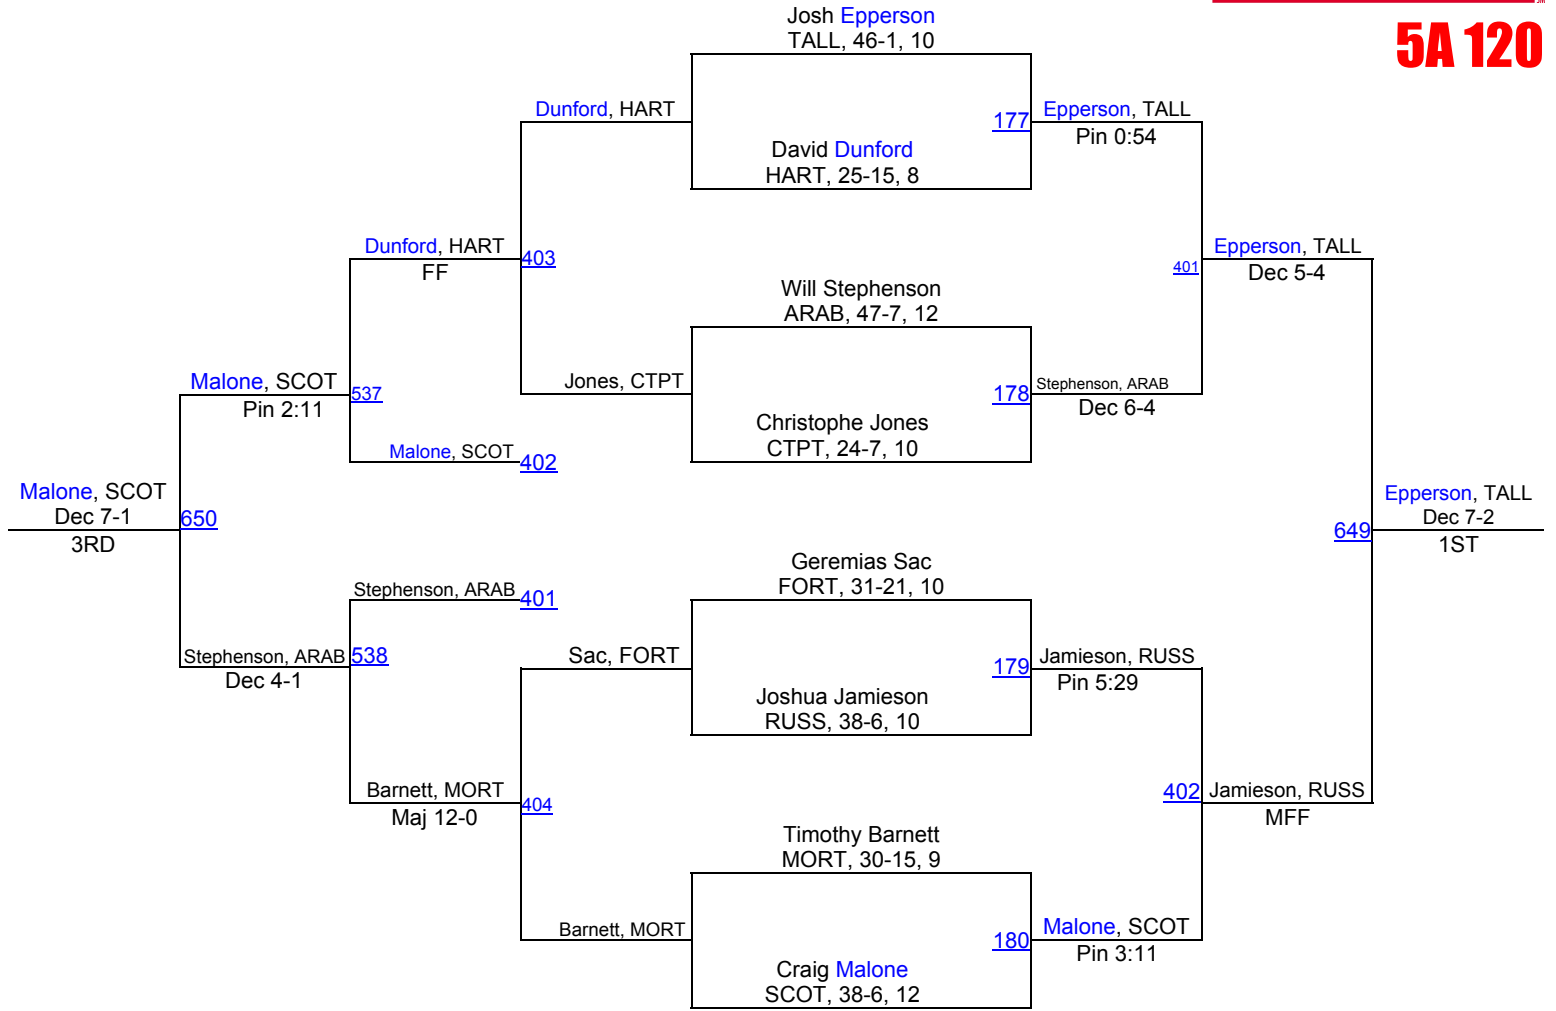 5A 120
Josh Epperson
TALL, 46-1, 10
177
David Dunford
HART, 25-15, 8
Will Stephenson
ARAB, 47-7, 12
178
Christophe Jones
CTPT, 24-7, 10
Geremias Sac
FORT, 31-21, 10
179
Joshua Jamieson
RUSS, 38-6, 10
Timothy Barnett
MORT, 30-15, 9
180
Craig Malone
SCOT, 38-6, 12
Epperson, TALL
Pin 0:54
401
Stephenson, ARAB
Dec 6-4
Jamieson, RUSS
Pin 5:29
402
Malone, SCOT
Pin 3:11
Epperson, TALL
Dec 5-4
649
Jamieson, RUSS
MFF
Epperson, TALL
Dec 7-2
1ST
Dunford, HART
403
Jones, CTPT
Sac, FORT
404
Barnett, MORT
Dunford, HART
FF
537
Malone, SCOT
402
Stephenson, ARAB
401
538
Barnett, MORT
Maj 12-0
Malone, SCOT
Pin 2:11
650
Stephenson, ARAB
Dec 4-1
Malone, SCOT
Dec 7-1
3RD